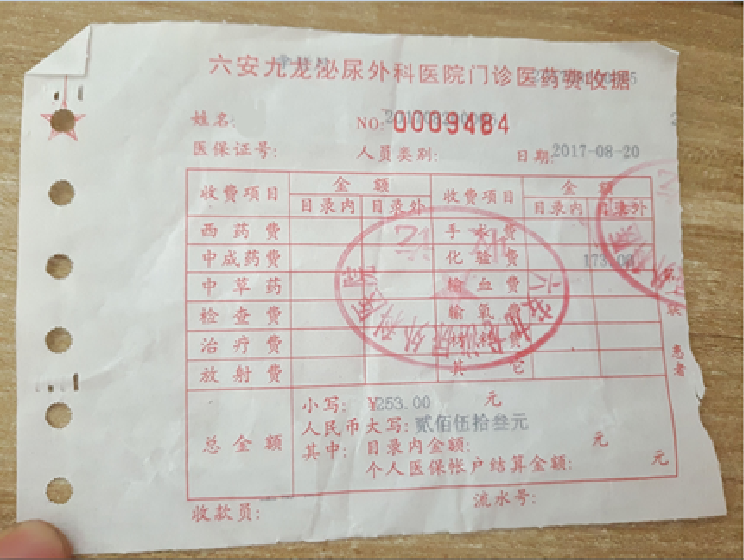 六安九龙泌尿外科医院门诊医药费收据
姓名: NO: 0009484
医保证号: 人员类别: 日期: 2017-08-20
收费项目 金额 收费项目 金额
目录内 目录外 目录内 目录外
西药费 手术费
中成药费 化验费 173.00
中草药 输血费
检查费 输氧费
治疗费
放射费 其它
总金额
小写: ¥253.00 元
人民币大写: 贰佰伍拾叁元
其中: 目录内金额: 元
个人医保帐户结算金额: 元
收款员: 流水号:
患者